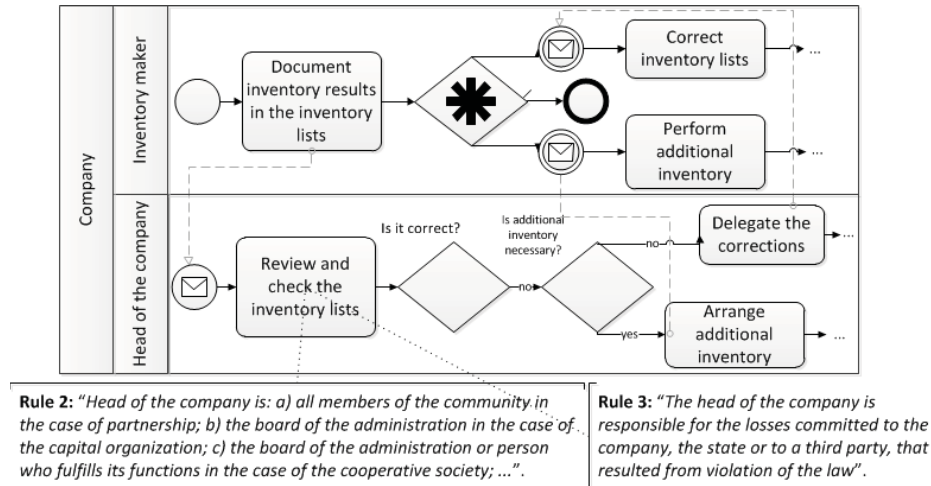 Company
Inventory maker
Document
inventory results
in the inventory
lists
Correct
inventory lists
...
Perform
additional
inventory
...
Head of the company
Review and
check the
inventory lists
Is it correct?
no
Is additional
inventory
necessary?
no
Delegate the
corrections
...
yes
Arrange
additional
inventory
...
Rule 2: “Head of the company is: a) all members of the community in
the case of partnership; b) the board of the administration in the case of
the capital organization; c) the board of the administration or person
who fulfills its functions in the case of the cooperative society; ...”.
Rule 3: “The head of the company is
responsible for the losses committed to the
company, the state or to a third party, that
resulted from violation of the law”.